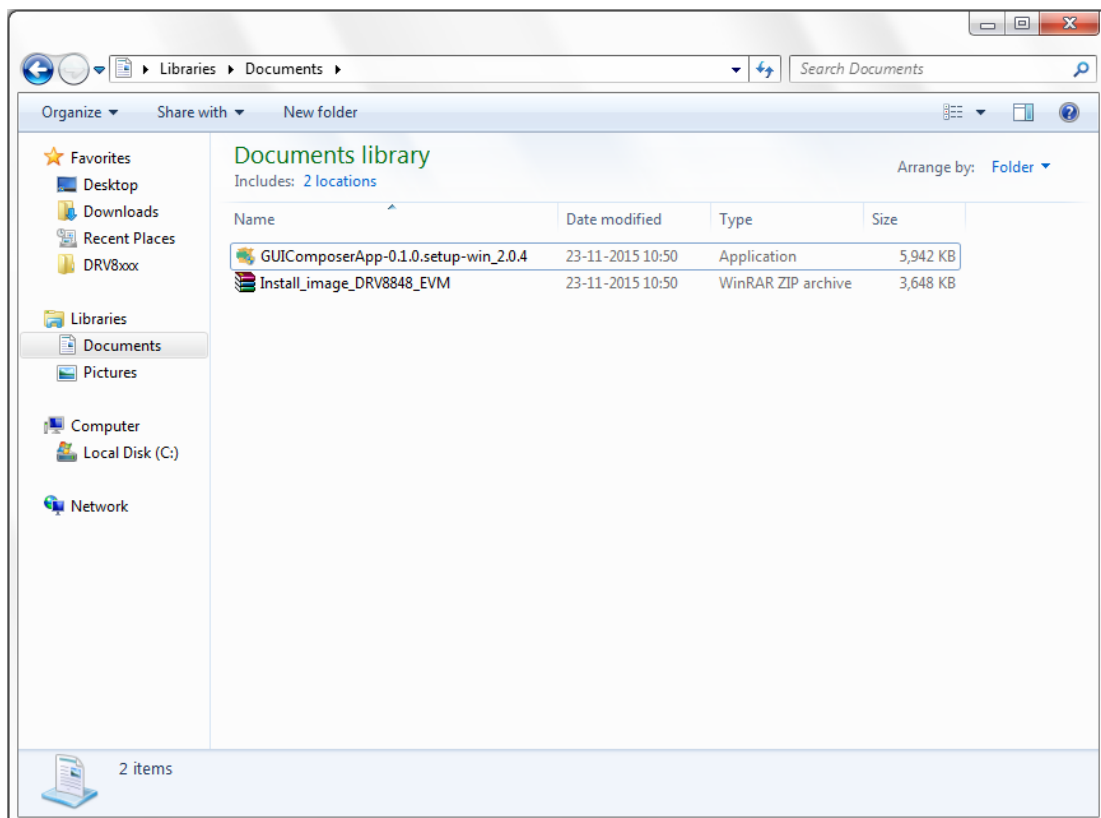 Libraries Documents
Search Documents
Organize Share with New folder
Favorites
Desktop
Downloads
Recent Places
DRV8xxx
Libraries
Documents
Pictures
Computer
Local Disk (C:)
Network
Documents library
Includes: 2 locations
Arrange by: Folder
Name Date modified Type Size
GUIComposerApp-0.1.0.setup-win_2.0.4 23-11-2015 10:50 Application 5,942 KB
Install_image_DRV8848_EVM 23-11-2015 10:50 WinRAR ZIP archive 3,648 KB
2 items